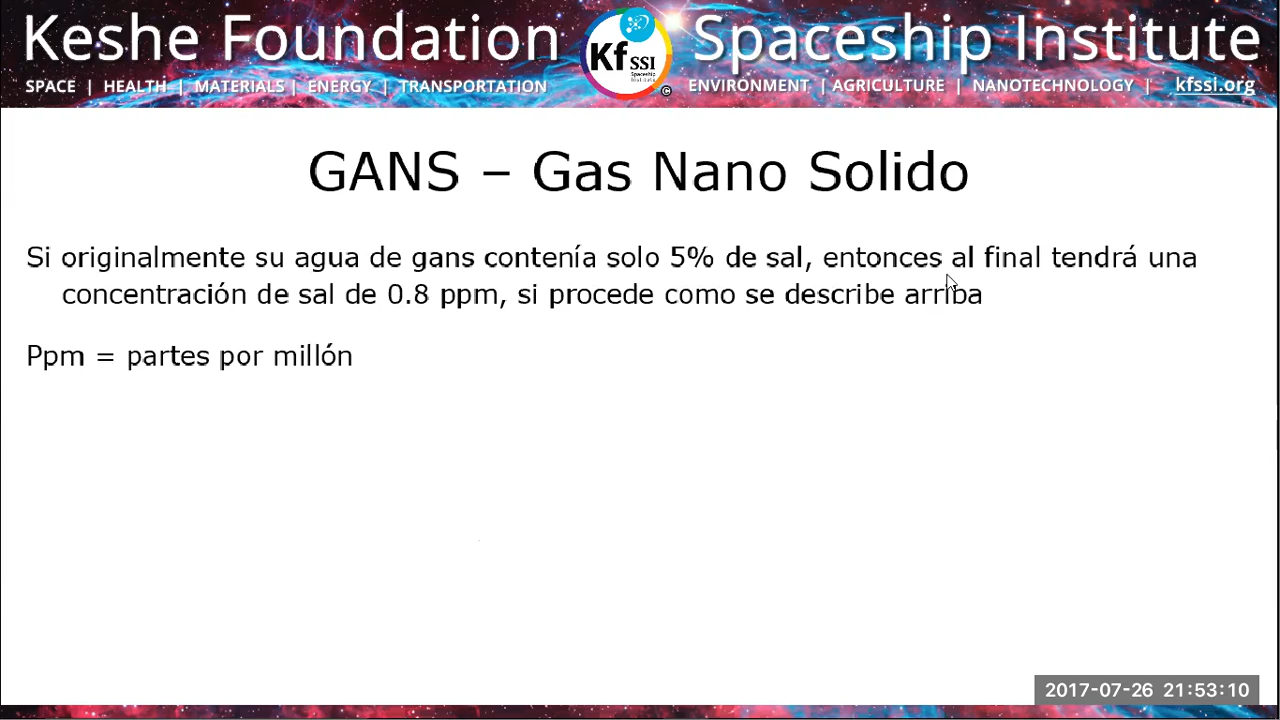 Keshe Foundation Spaceship Institute
Kf SSI
Spaceship Institute
©
SPACE | HEALTH | MATERIALS | ENERGY | TRANSPORTATION
ENVIRONMENT | AGRICULTURE | NANOTECHNOLOGY | kfssi.org
GANS – Gas Nano Solido
Si originalmente su agua de gans contenía solo 5% de sal, entonces al final tendrá una
concentración de sal de 0.8 ppm, si procede como se describe arriba
Ppm = partes por millón
2017-07-26 21:53:10